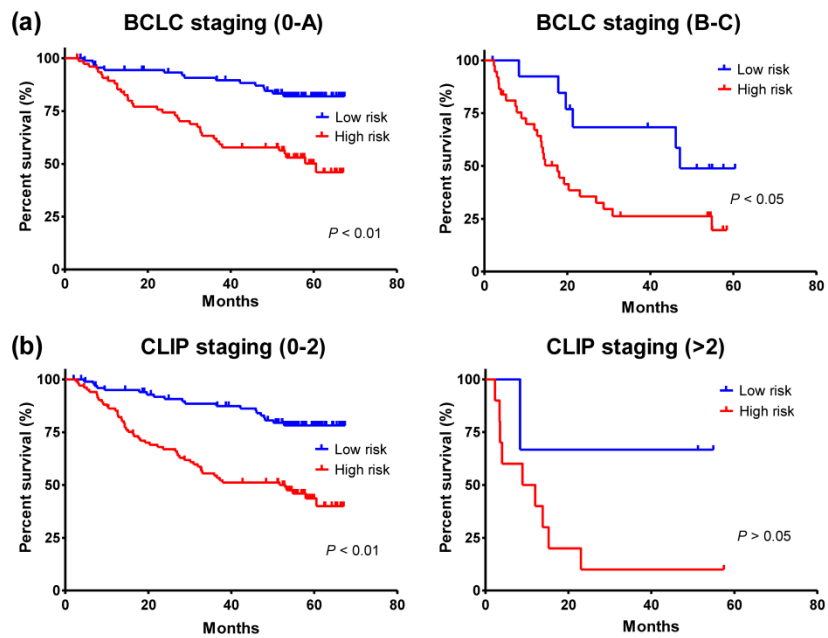 (a)
BCLC staging (0-A)
Percent survival (%)
100
75
50
25
0
Low risk
High risk
P < 0.01
0 20 40 60 80
Months
BCLC staging (B-C)
Percent survival (%)
100
75
50
25
0
Low risk
High risk
P < 0.05
0 20 40 60 80
Months
(b)
CLIP staging (0-2)
Percent survival (%)
100
75
50
25
0
Low risk
High risk
P < 0.01
0 20 40 60 80
Months
CLIP staging (>2)
Percent survival (%)
100
75
50
25
0
Low risk
High risk
P > 0.05
0 20 40 60 80
Months